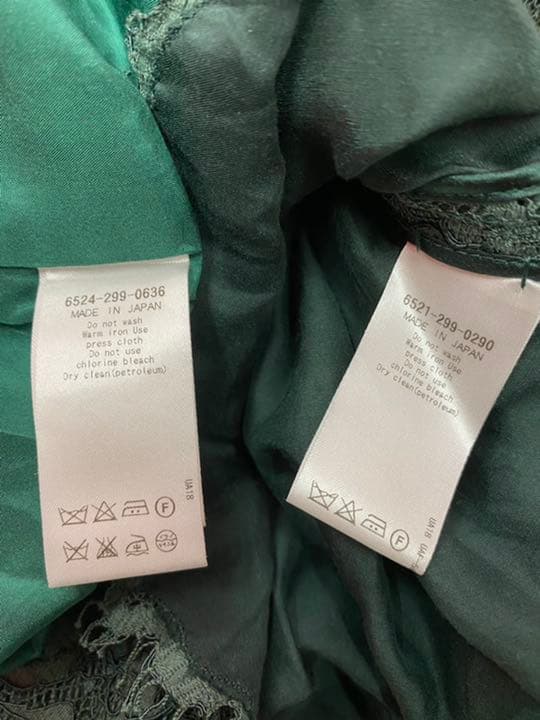 6524-299-0636
MADE IN JAPAN
Do not wash
Warm iron Use
press cloth
Do not use
chlorine bleach
Dry clean(petroleum)
UA18
F
6521-299-0290
MADE IN JAPAN
Do not wash
Warm iron Use
press cloth
Do not use
chlorine bleach
Dry clean(petroleum)
UA18
F